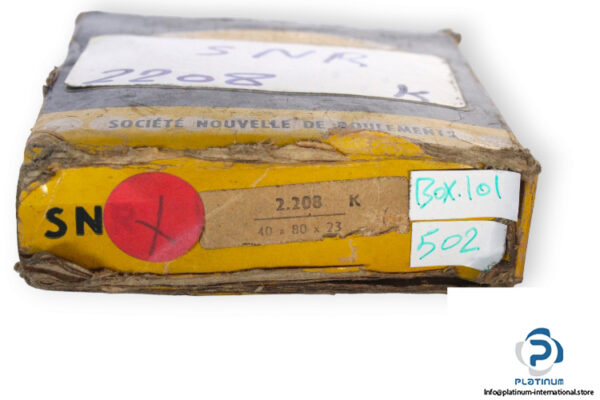 SNR
2208 K
SOCIÉTÉ NOUVELLE DE ROULEMENTS
SNR X
2.208 K
40 x 80 x 23
BOX.101
502
PLATINUM
Info@platinum-international.store